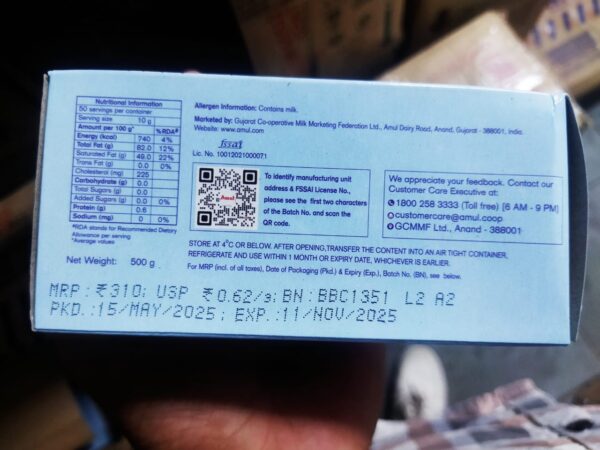 Nutritional Information
50 servings per container
Serving size 10 g
Amount per 100 g* %RDA#
Energy (kcal) 740 4%
Total Fat (g) 82.0 12%
Saturated Fat (g) 49.0 22%
Trans Fat (g) 0.0 0%
Cholesterol (mg) 225
Carbohydrate (g) 0.0
Total Sugars (g) 0.0
Added Sugars (g) 0.0 0%
Protein (g) 0.6
Sodium (mg) 0 0%
#RDA stands for Recommended Dietary
Allowance per serving
*Average values
Net Weight: 500 g
Allergen Information: Contains milk.
Marketed by: Gujarat Co-operative Milk Marketing Federation Ltd., Amul Dairy Road, Anand, Gujarat - 388001, India.
Website: www.amul.com
fssai
Lic. No. 10012021000071
Amul
To identify manufacturing unit
address & FSSAI License No.,
please see the first two characters
of the Batch No. and scan the
QR code.
We appreciate your feedback. Contact our
Customer Care Executive at:
1800 258 3333 (Toll free) [6 AM - 9 PM]
customercare@amul.coop
GCMMF Ltd., Anand - 388001
STORE AT 4°C OR BELOW. AFTER OPENING, TRANSFER THE CONTENT INTO AN AIR TIGHT CONTAINER,
REFRIGERATE AND USE WITHIN 1 MONTH OR EXPIRY DATE, WHICHEVER IS EARLIER.
For MRP (incl. of all taxes), Date of Packaging (Pkd.) & Expiry (Exp.), Batch No. (BN), see below.
MRP : ₹310; USP ₹0.62/g; BN: BBC1351 L2 A2
PKD.:15/MAY/2025; EXP.:11/NOV/2025